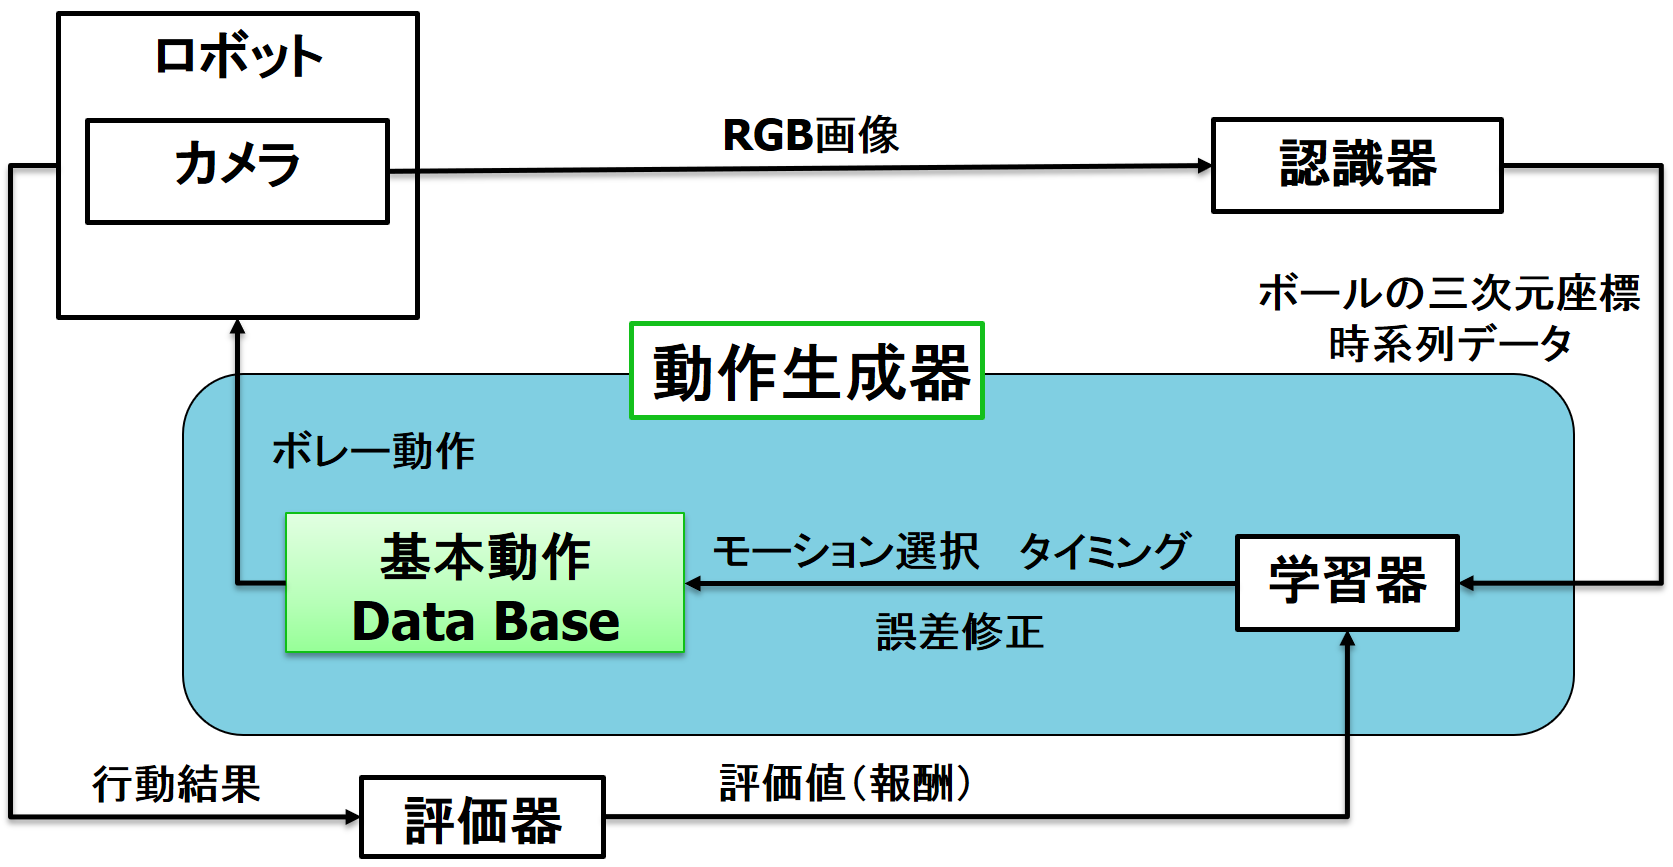 ロボット
カメラ
RGB画像
認識器
ボールの三次元座標
時系列データ
動作生成器
ボレー動作
基本動作
Data Base
モーション選択　タイミング
誤差修正
学習器
行動結果
評価器
評価値（報酬）